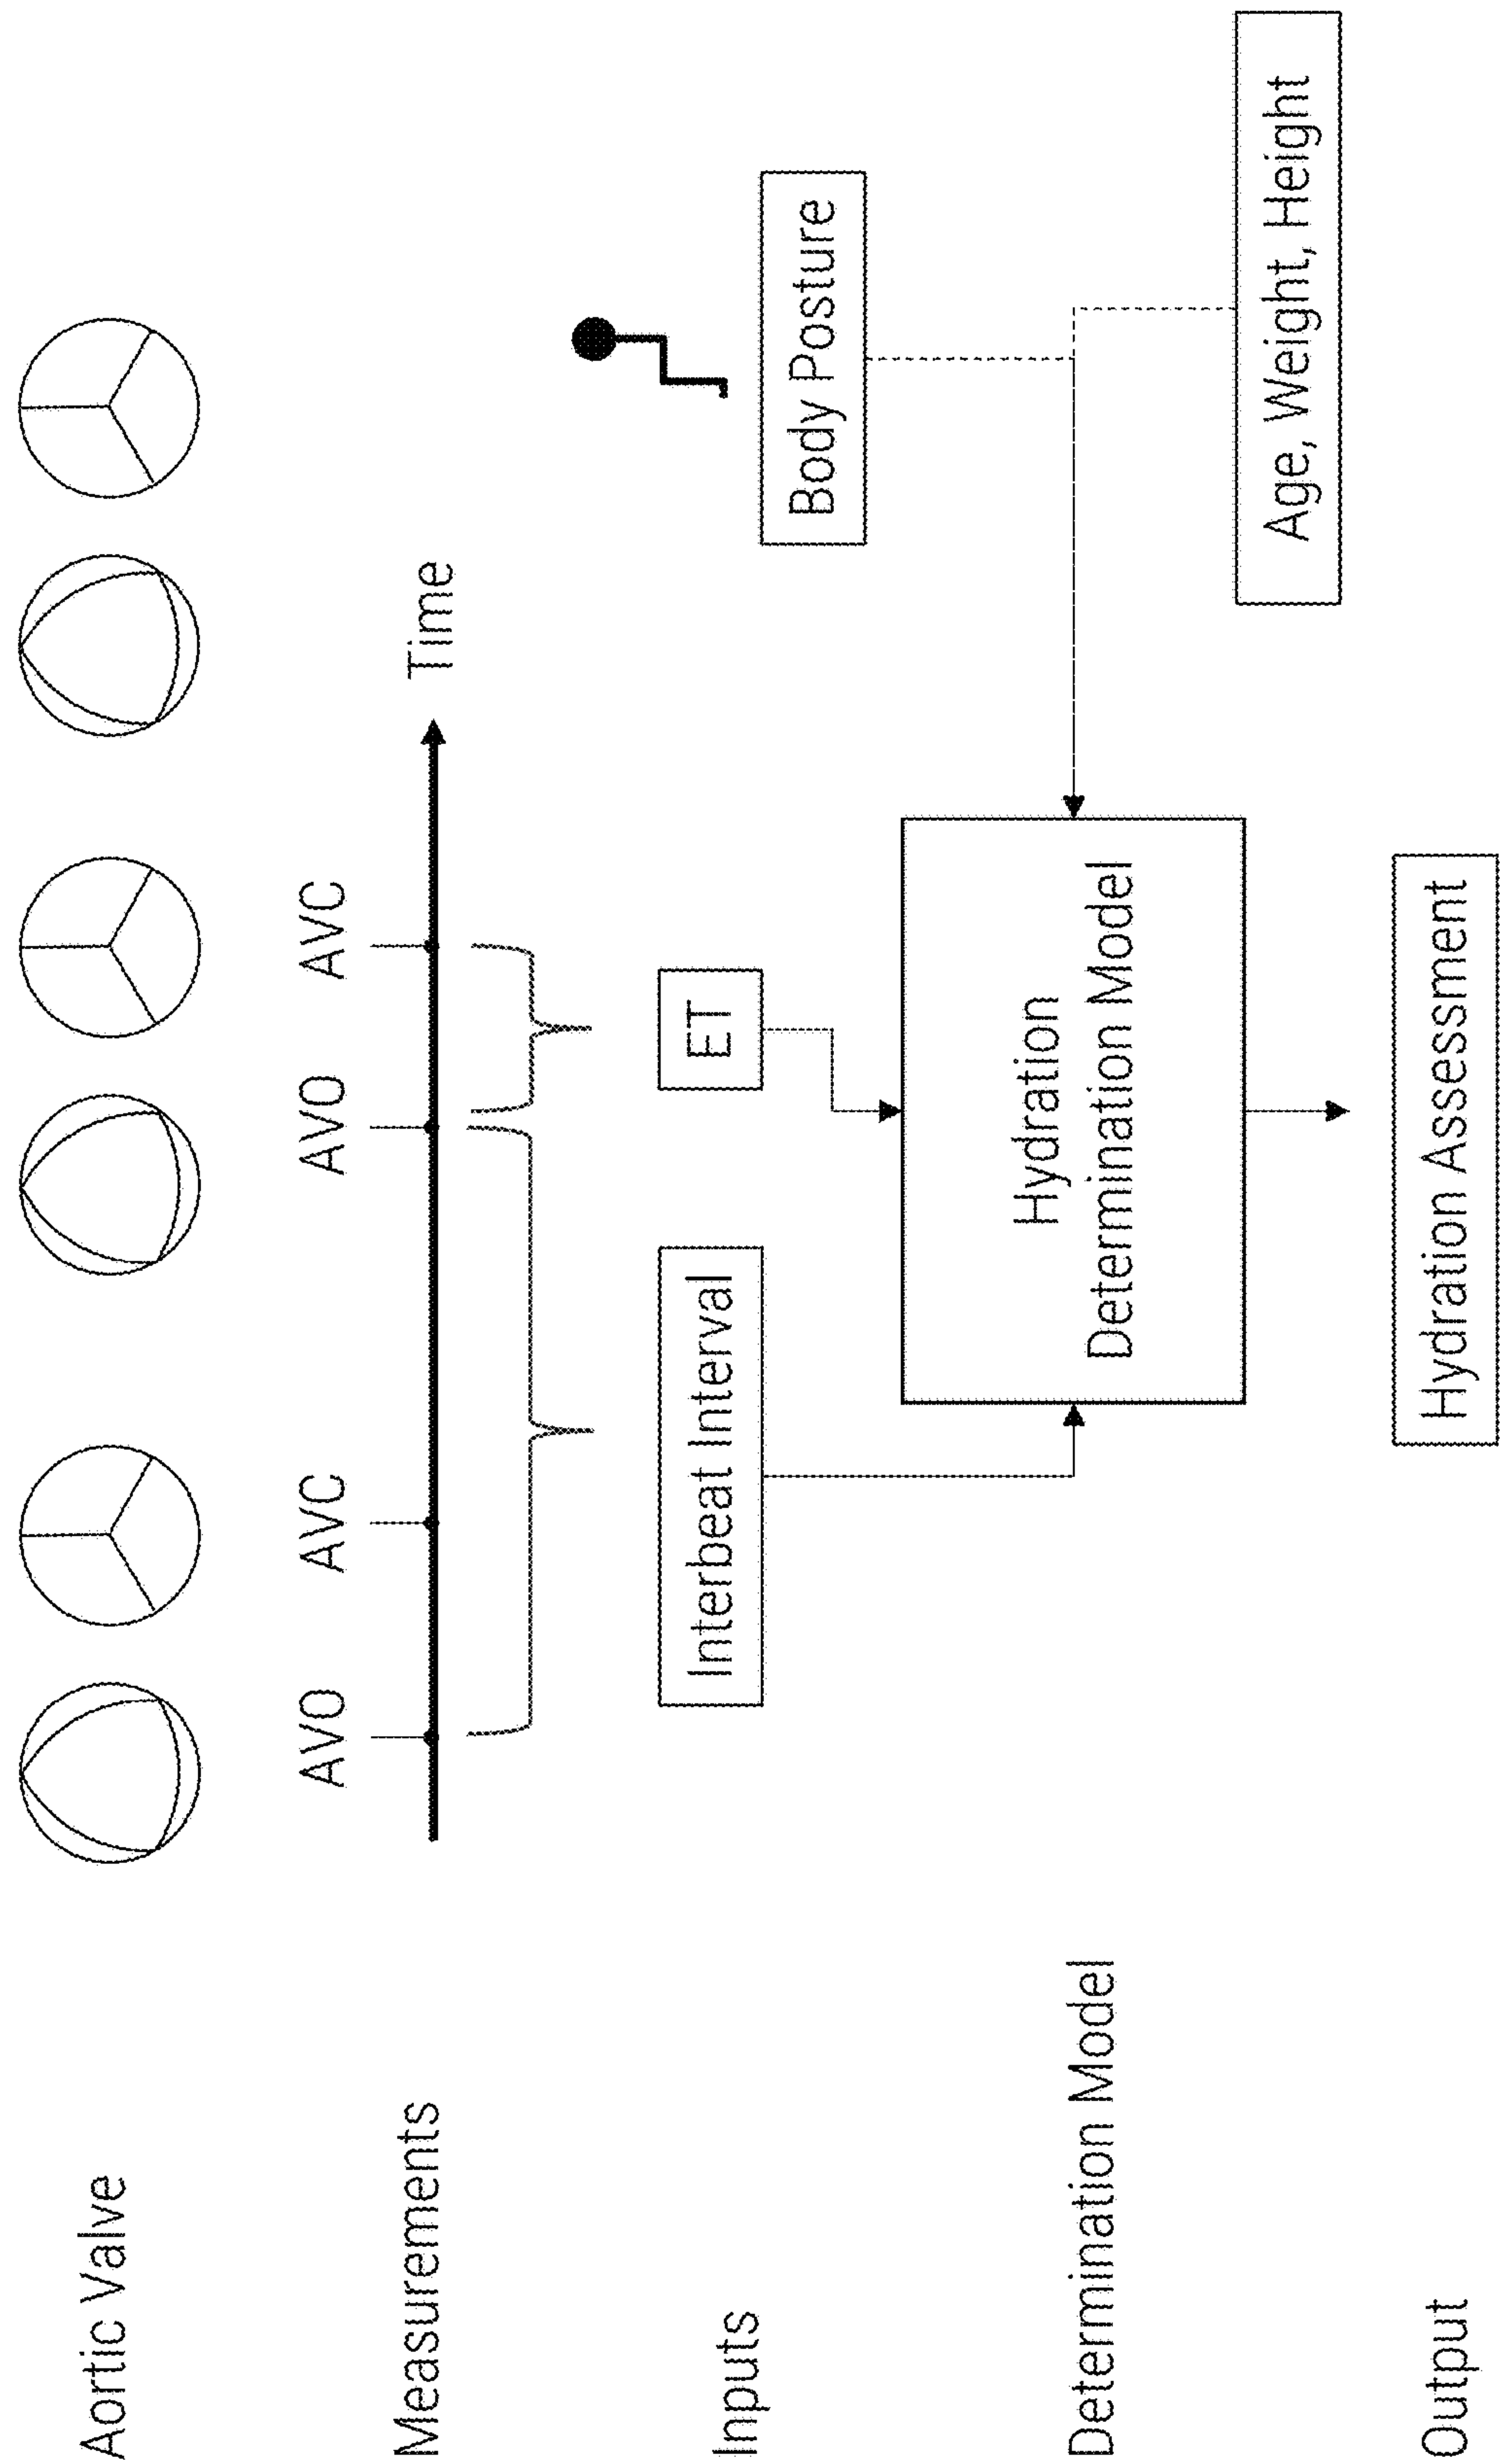 Aortic Valve
Measurements
AVO
AVC
AVO
AVC
Time
Inputs
Interbeat Interval
ET
Body Posture
Determination Model
Hydration
Determination Model
Age, Weight, Height
Output
Hydration Assessment